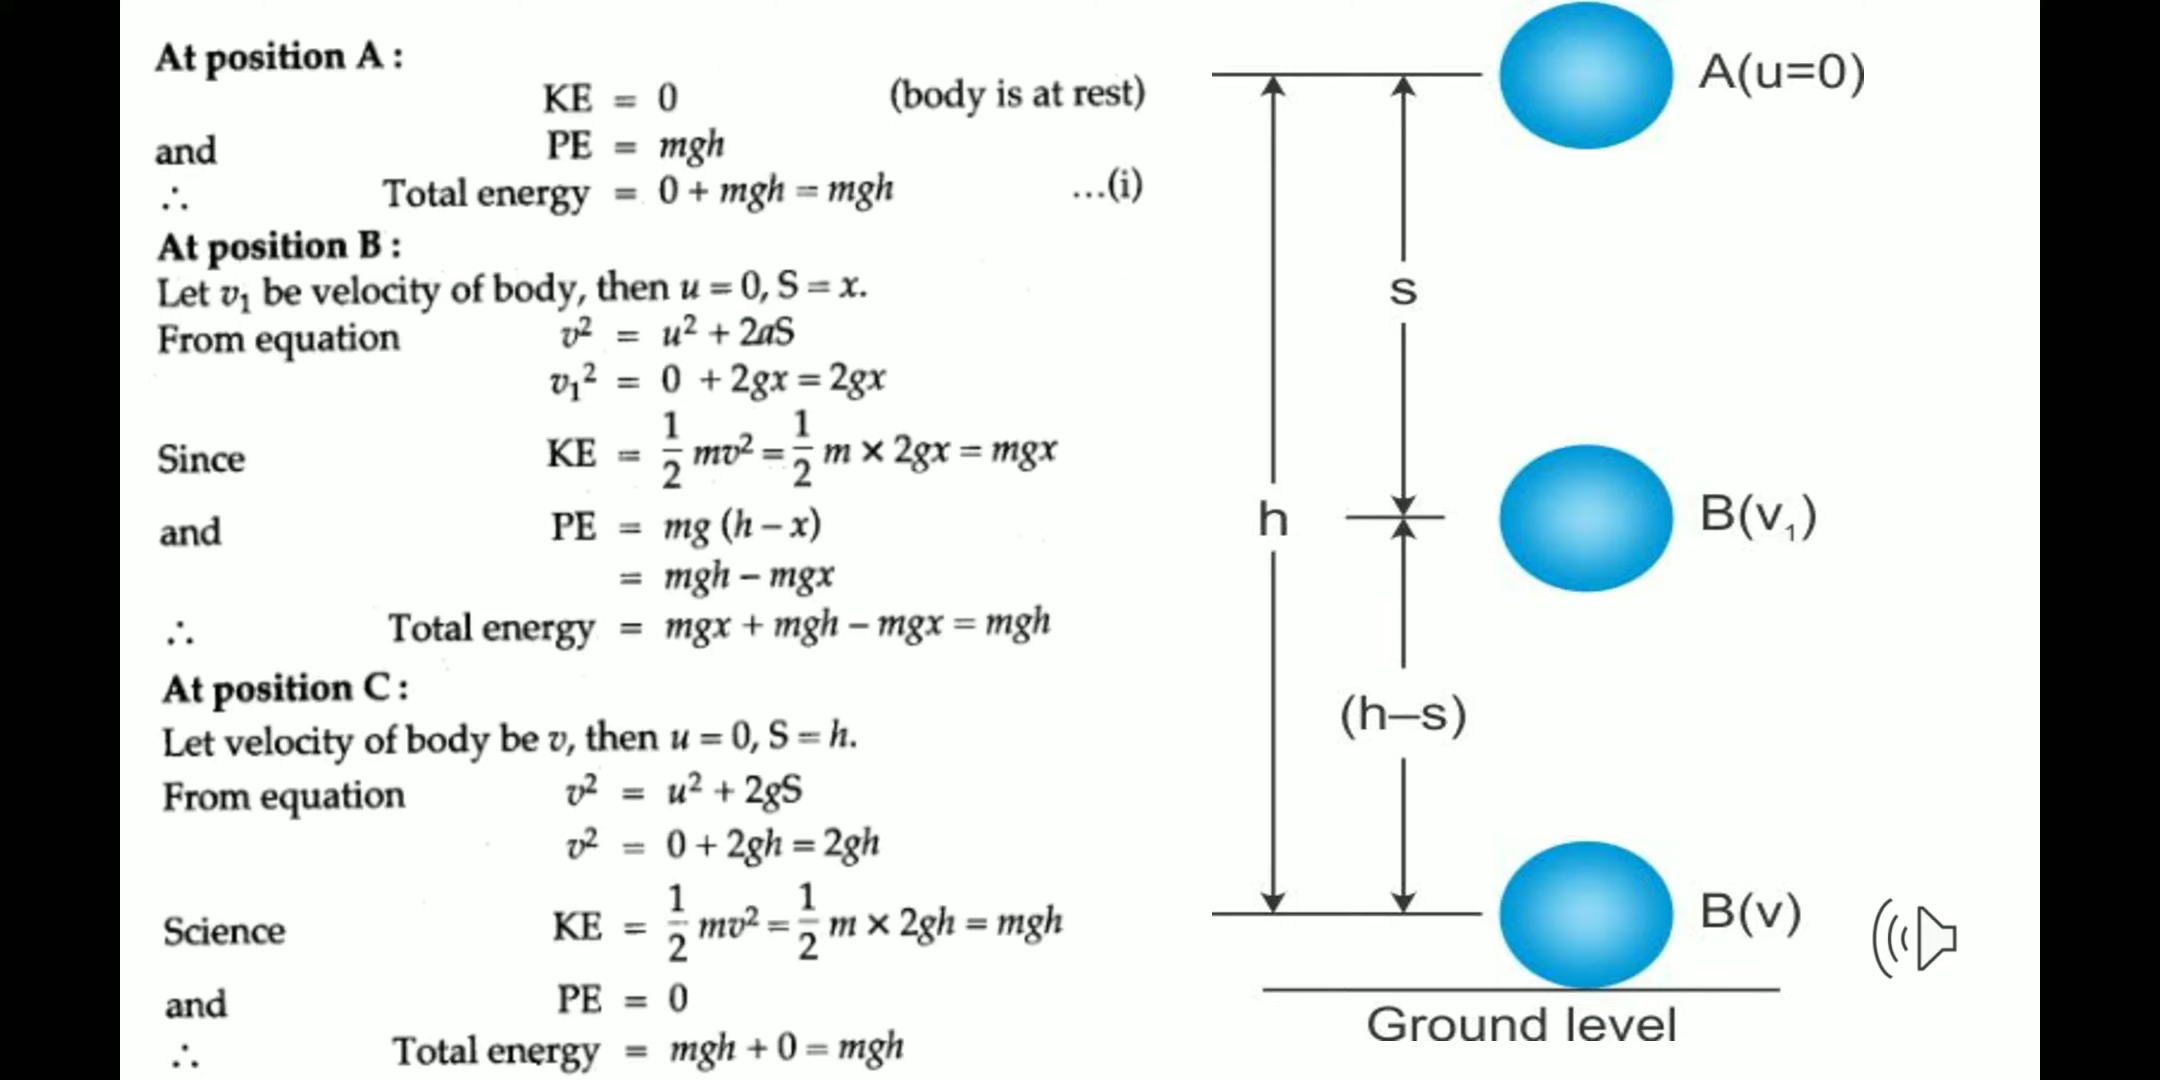 At position A :
KE = 0 (body is at rest)
and PE = mgh
∴ Total energy = 0 + mgh = mgh ...(i)
At position B :
Let v₁ be velocity of body, then u = 0, S = x.
From equation v² = u² + 2aS
v₁² = 0 + 2gx = 2gx
Since KE = 1/2 mv² = 1/2 m × 2gx = mgx
and PE = mg (h – x)
= mgh – mgx
∴ Total energy = mgx + mgh – mgx = mgh
At position C :
Let velocity of body be v, then u = 0, S = h.
From equation v² = u² + 2gS
v² = 0 + 2gh = 2gh
Science KE = 1/2 mv² = 1/2 m × 2gh = mgh
and PE = 0
∴ Total energy = mgh + 0 = mgh
A(u=0)
s
h
B(v₁)
(h–s)
B(v)
Ground level